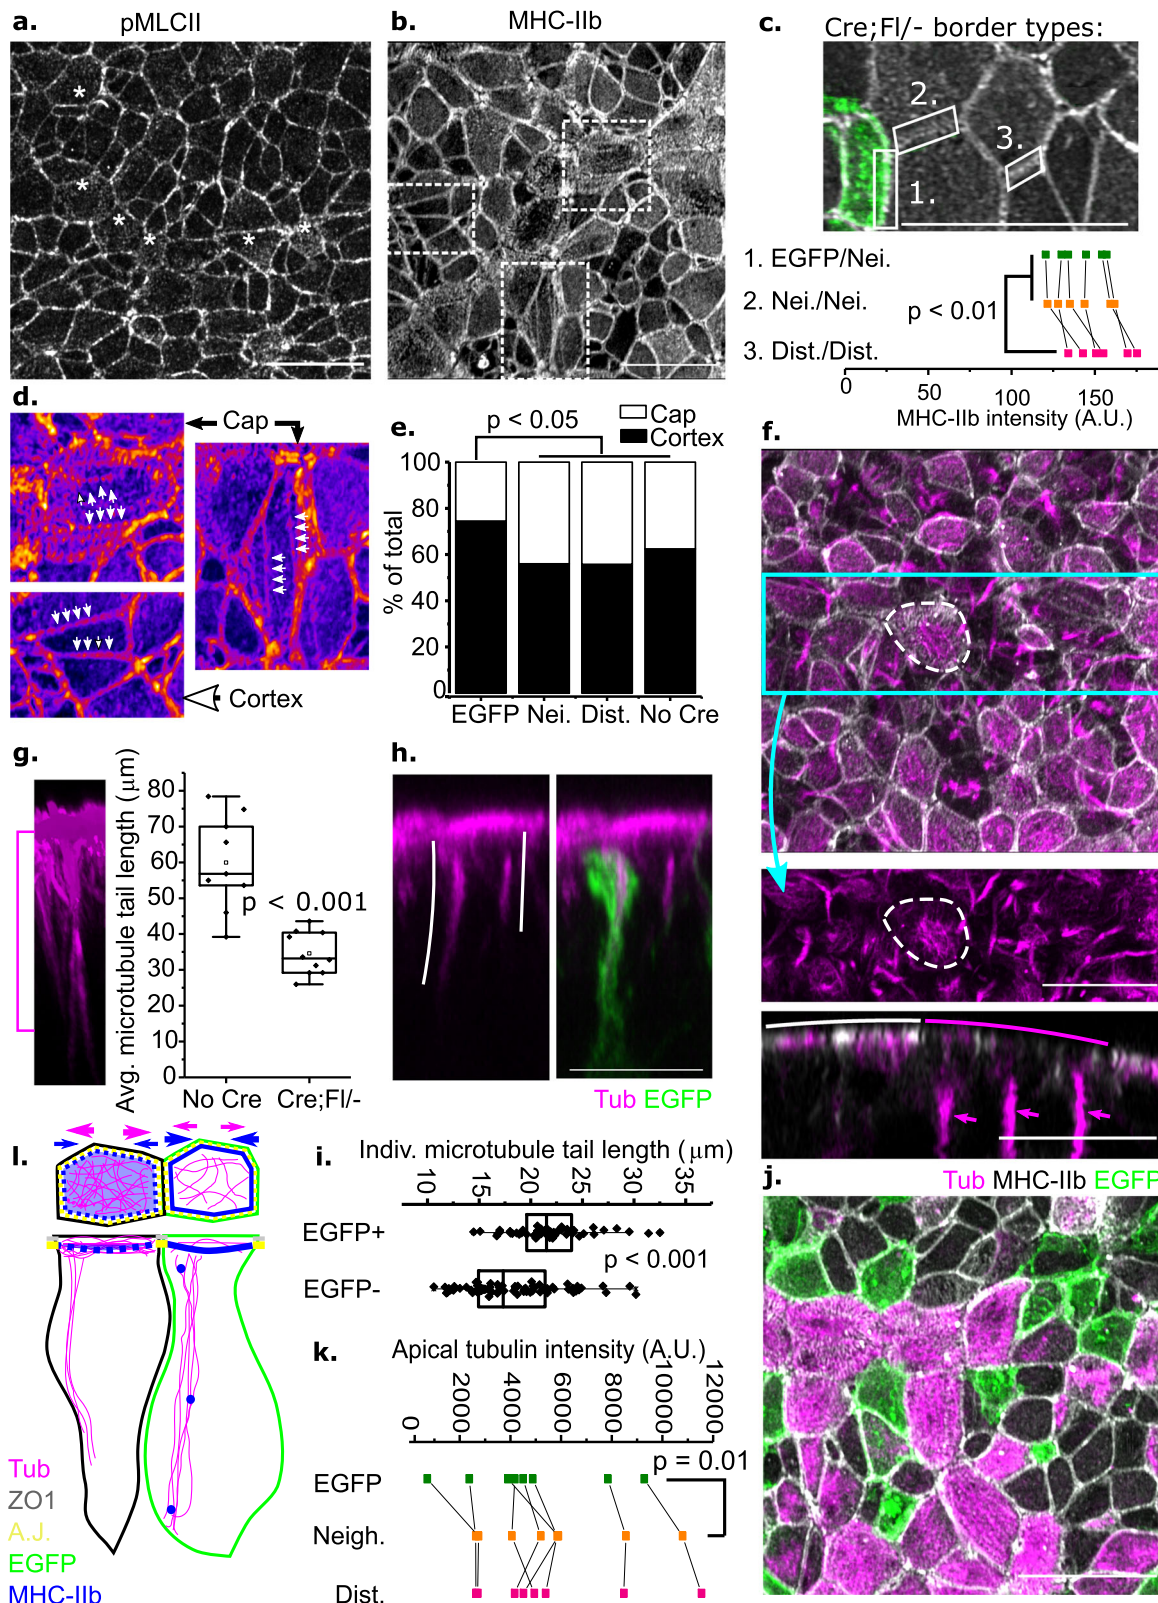 a.
pMLCII
b.
MHC-IIb
c.
Cre;Fl/- border types:
*
*
*
*
*
*
2.
3.
1.
1. EGFP/Nei.
2. Nei./Nei.
p < 0.01
3. Dist./Dist.
0
50
100
150
MHC-IIb intensity (A.U.)
d.
Cap
Cortex
e.
p < 0.05
Cap
Cortex
100
80
60
40
20
0
% of total
EGFP Nei. Dist. No Cre
f.
g.
Avg. microtubule tail length (μm)
80
70
60
50
40
30
20
10
0
p < 0.001
No Cre Cre;Fl/-
h.
Tub EGFP
l.
i.
Indiv. microtubule tail length (μm)
10
15
20
25
30
35
EGFP+
p < 0.001
EGFP-
Tub MHC-IIb EGFP
j.
k.
Apical tubulin intensity (A.U.)
0
2000
4000
6000
8000
10000
12000
p = 0.01
EGFP
Neigh.
Dist.
Tub
ZO1
A.J.
EGFP
MHC-IIb